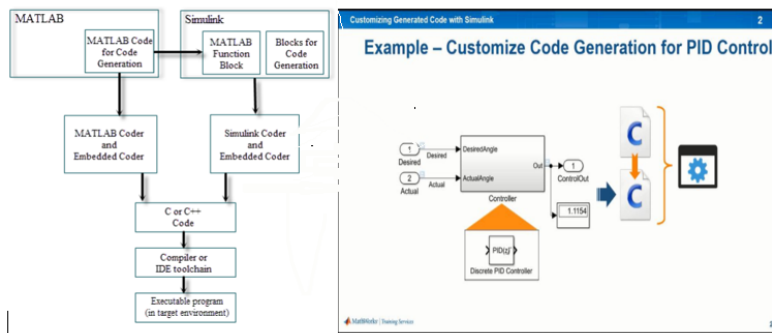 MATLAB
Simulink
MATLAB Code
for Code
Generation
MATLAB
Function
Block
Blocks for
Code
Generation
MATLAB Coder
and
Embedded Coder
Simulink Coder
and
Embedded Coder
C or C++
Code
Compiler or
IDE toolchain
Executable program
(in target environment)
Customizing Generated Code with Simulink
2
Example – Customize Code Generation for PID Control
1
Desired
Desired
DesiredAngle
2
Actual
Actual
ActualAngle
Out
Controller
1
ControlOut
1.1154
PID(z)
Discrete PID Controller
C
C
MathWorks | Training Services